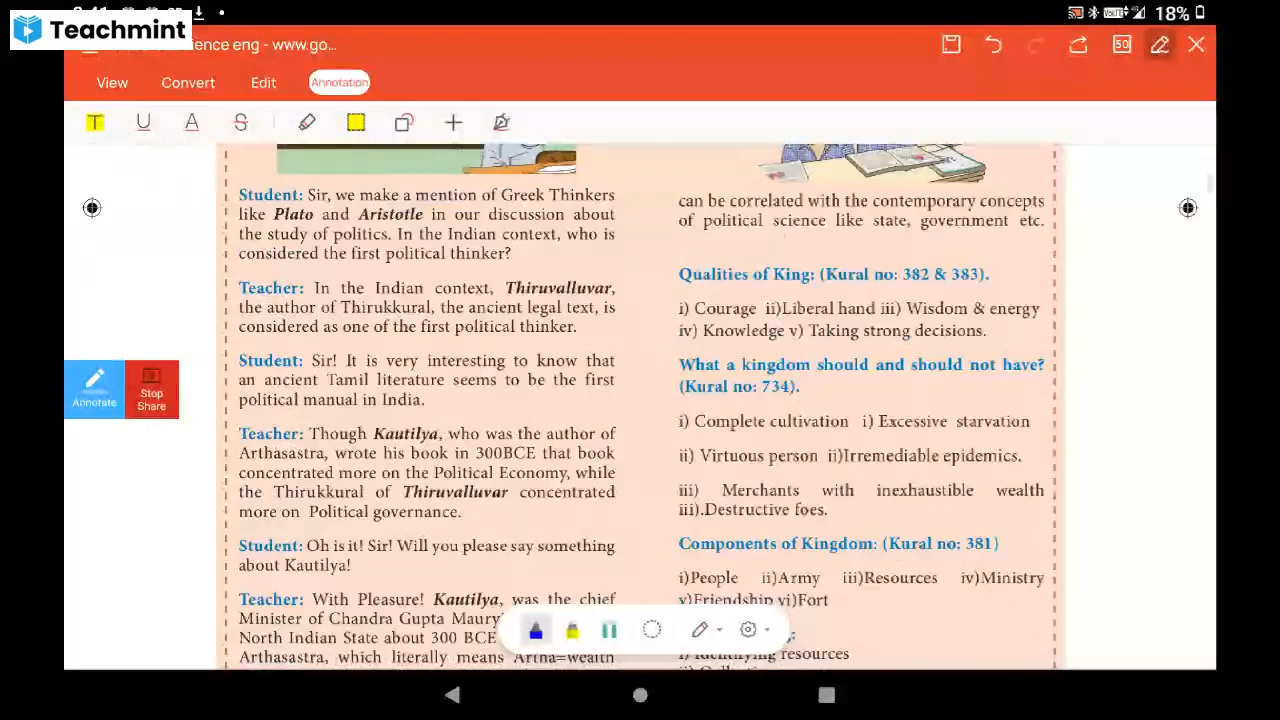 Teachmint
18%
ience eng - www.go...
50
View
Convert
Edit
Annotation
T
U
A
S
Student: Sir, we make a mention of Greek Thinkers
like Plato and Aristotle in our discussion about
the study of politics. In the Indian context, who is
considered the first political thinker?
Teacher: In the Indian context, Thiruvalluvar,
the author of Thirukkural, the ancient legal text, is
considered as one of the first political thinker.
Student: Sir! It is very interesting to know that
an ancient Tamil literature seems to be the first
political manual in India.
Teacher: Though Kautilya, who was the author of
Arthasastra, wrote his book in 300BCE that book
concentrated more on the Political Economy, while
the Thirukkural of Thiruvalluvar concentrated
more on Political governance.
Student: Oh is it! Sir! Will you please say something
about Kautilya!
Teacher: With Pleasure! Kautilya, was the chief
Minister of Chandra Gupta Maury
North Indian State about 300 BCE
Arthasastra, which literally means Artha=wealth
can be correlated with the contemporary concepts
of political science like state, government etc.
Qualities of King: (Kural no: 382 & 383).
i) Courage ii)Liberal hand iii) Wisdom & energy
iv) Knowledge v) Taking strong decisions.
What a kingdom should and should not have?
(Kural no: 734).
i) Complete cultivation i) Excessive starvation
ii) Virtuous person ii)Irremediable epidemics.
iii) Merchants with inexhaustible wealth
iii).Destructive foes.
Components of Kingdom: (Kural no: 381)
i)People ii)Army iii)Resources iv)Ministry
v)Friendship vi)Fort
i) Identifying resources
Annotate
Stop
Share